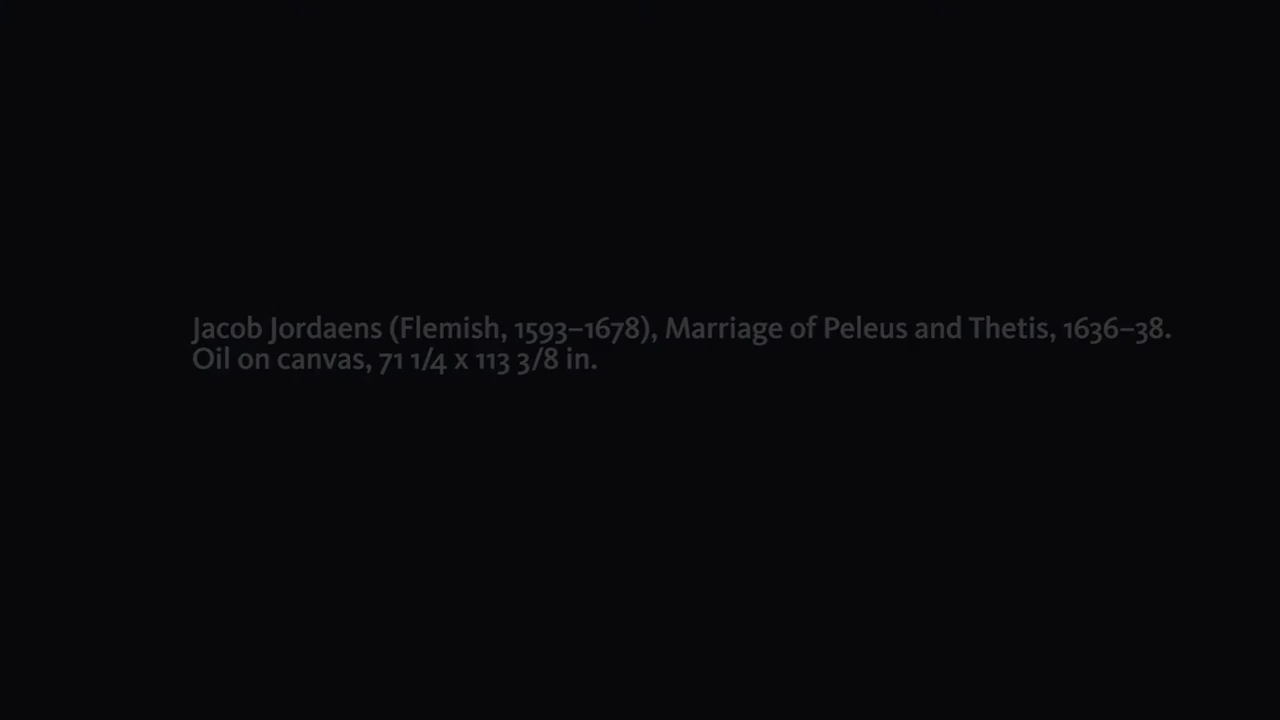 Jacob Jordaens (Flemish, 1593–1678), Marriage of Peleus and Thetis, 1636–38.
Oil on canvas, 71 1/4 x 113 3/8 in.